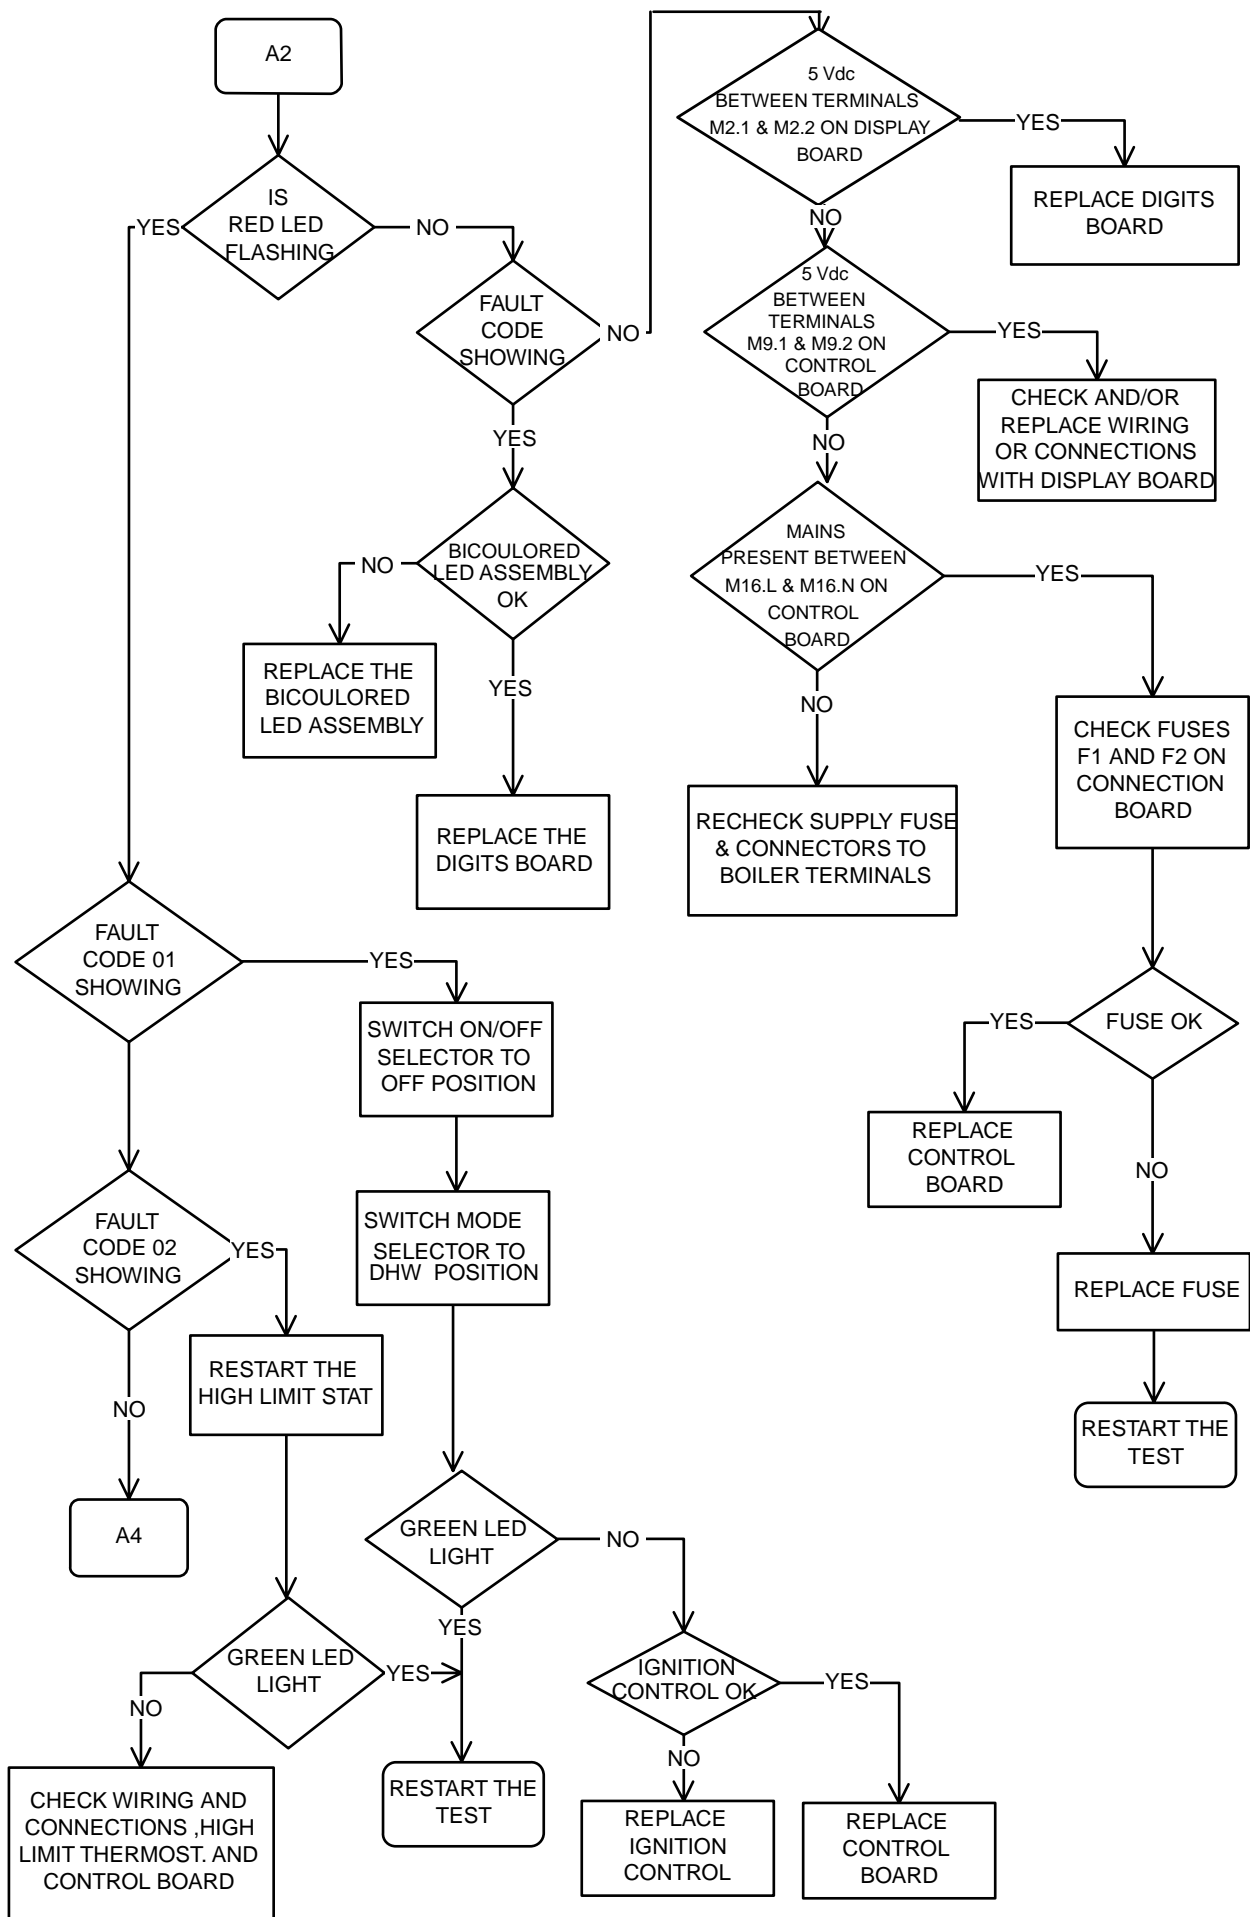 A2
IS
RED LED
FLASHING
YES
NO
FAULT
CODE
SHOWING
NO
YES
BICOULORED
LED ASSEMBLY
OK
NO
REPLACE THE
BICOULORED
LED ASSEMBLY
YES
REPLACE THE
DIGITS BOARD
5 Vdc
BETWEEN TERMINALS
M2.1 & M2.2 ON DISPLAY
BOARD
YES
REPLACE DIGITS
BOARD
NO
5 Vdc
BETWEEN
TERMINALS
M9.1 & M9.2 ON
CONTROL
BOARD
YES
CHECK AND/OR
REPLACE WIRING
OR CONNECTIONS
WITH DISPLAY BOARD
NO
MAINS
PRESENT BETWEEN
M16.L & M16.N ON
CONTROL
BOARD
YES
NO
RECHECK SUPPLY FUSE
& CONNECTORS TO
BOILER TERMINALS
CHECK FUSES
F1 AND F2 ON
CONNECTION
BOARD
FUSE OK
YES
REPLACE
CONTROL
BOARD
NO
REPLACE FUSE
RESTART THE
TEST
FAULT
CODE 01
SHOWING
YES
SWITCH ON/OFF
SELECTOR TO
OFF POSITION
SWITCH MODE
SELECTOR TO
DHW  POSITION
FAULT
CODE 02
SHOWING
YES
RESTART THE
HIGH LIMIT STAT
NO
A4
GREEN LED
LIGHT
NO
YES
GREEN LED
LIGHT
YES
NO
CHECK WIRING AND
CONNECTIONS ,HIGH
LIMIT THERMOST. AND
CONTROL BOARD
RESTART THE
TEST
IGNITION
CONTROL OK
YES
NO
REPLACE
IGNITION
CONTROL
REPLACE
CONTROL
BOARD